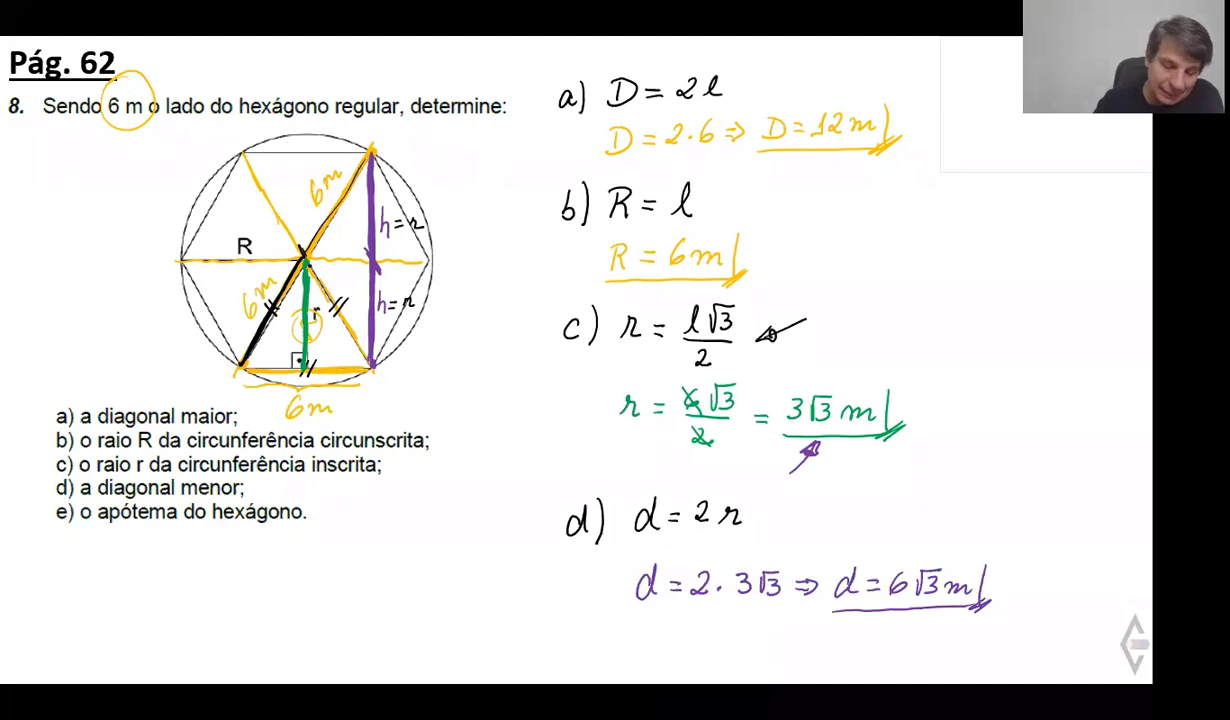 Pág. 62
8. Sendo 6 m o lado do hexágono regular, determine:
6m
h=r
R
6m
r
h=r
6m
a) a diagonal maior;
b) o raio R da circunferência circunscrita;
c) o raio r da circunferência inscrita;
d) a diagonal menor;
e) o apótema do hexágono.
a) D = 2l
D = 2·6 ⇒ D = 12m
b) R = l
R = 6m
c) r = l√3/2
r = 6√3/2 = 3√3 m
d) d = 2r
d = 2·3√3 ⇒ d = 6√3 m